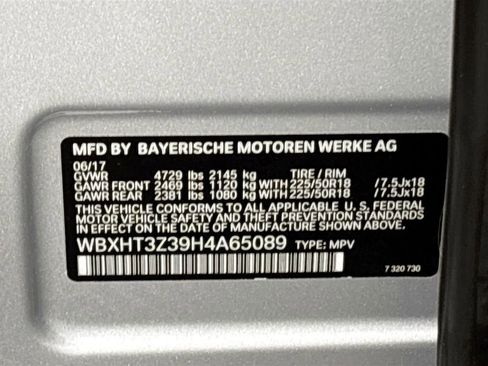 MFD BY BAYERISCHE MOTOREN WERKE AG
06/17
GVWR 4729 lbs 2145 kg TIRE / RIM
GAWR FRONT 2469 lbs 1120 kg WITH 225/50R18 /7.5Jx18
GAWR REAR 2381 lbs 1080 kg WITH 225/50R18 /7.5Jx18
THIS VEHICLE CONFORMS TO ALL APPLICABLE U. S. FEDERAL
MOTOR VEHICLE SAFETY AND THEFT PREVENTION STANDARDS
IN EFFECT ON THE DATE OF MANUFACTURE SHOWN ABOVE.
WBXHT3Z39H4A65089 TYPE: MPV
7 320 730